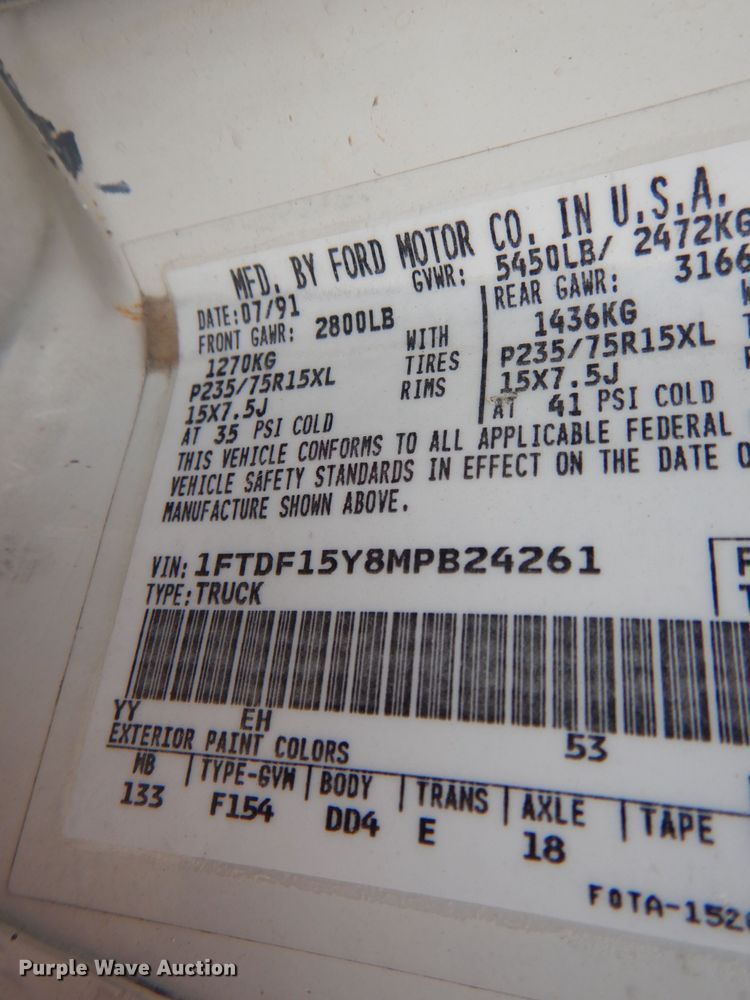 MFD. BY FORD MOTOR CO. IN U.S.A.
DATE: 07/91
GVWR: 5450LB/ 2472KG
FRONT GAWR: 2800LB
REAR GAWR: 3166
1270KG
WITH
1436KG
P235/75R15XL
TIRES
P235/75R15XL
15X7.5J
RIMS
15X7.5J
AT 35 PSI COLD
AT 41 PSI COLD
THIS VEHICLE CONFORMS TO ALL APPLICABLE FEDERAL
VEHICLE SAFETY STANDARDS IN EFFECT ON THE DATE O
MANUFACTURE SHOWN ABOVE.
VIN: 1FTDF15Y8MPB24261
TYPE: TRUCK
YY EH 53
EXTERIOR PAINT COLORS
WB | TYPE-GVW | BODY | TRANS | AXLE | TAPE
133 F154 DD4 E 18
F0TA-152
Purple Wave Auction